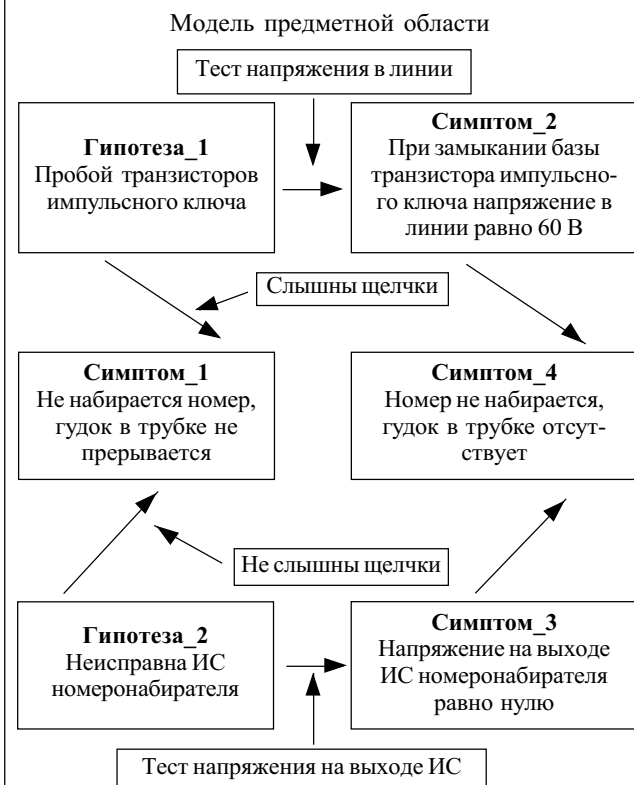 Модель предметной области
Тест напряжения в линии
Гипотеза_1
Пробой транзисторов
импульсного ключа
Симптом_2
При замыкании базы
транзистора импульсно-
го ключа напряжение в
линии равно 60 В
Слышны щелчки
Симптом_1
Не набирается номер,
гудок в трубке не
прерывается
Симптом_4
Номер не набирается,
гудок в трубке отсут-
ствует
Не слышны щелчки
Гипотеза_2
Неисправна ИС
номеронабирателя
Симптом_3
Напряжение на выходе
ИС номеронабирателя
равно нулю
Тест напряжения на выходе ИС